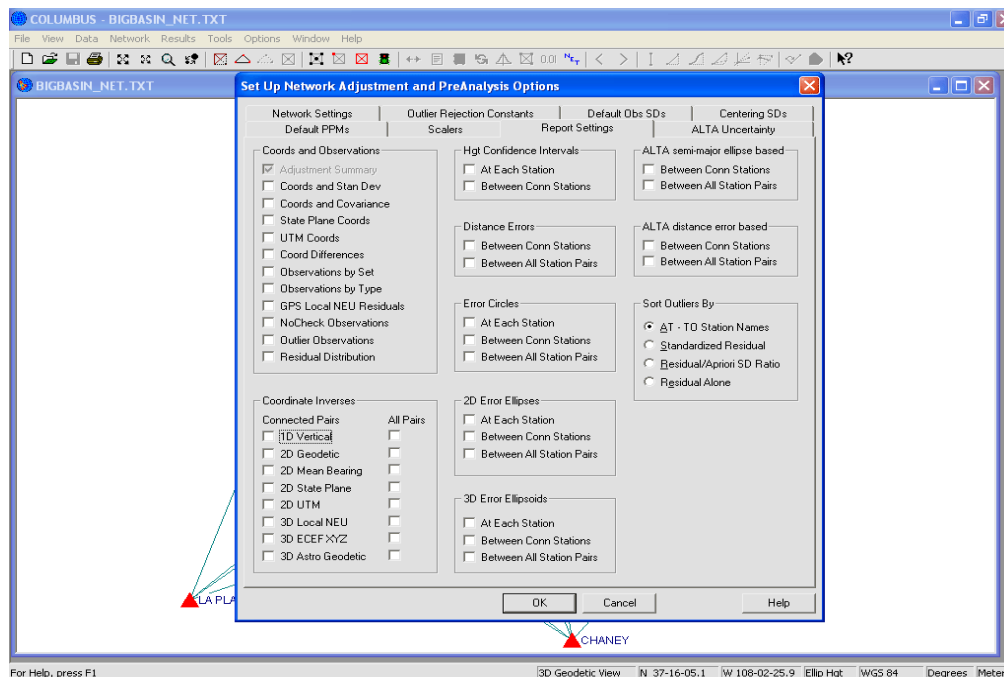 COLUMBUS - BIGBASIN_NET.TXT
File View Data Network Results Tools Options Window Help
0.01
BIGBASIN_NET.TXT
Set Up Network Adjustment and PreAnalysis Options
Network Settings Outlier Rejection Constants Default Obs SDs Centering SDs
Default PPMs Scalers Report Settings ALTA Uncertainty
Coords and Observations
Adjustment Summary
Coords and Stan Dev
Coords and Covariance
State Plane Coords
UTM Coords
Coord Differences
Observations by Set
Observations by Type
GPS Local NEU Residuals
NoCheck Observations
Outlier Observations
Residual Distribution
Coordinate Inverses
Connected Pairs All Pairs
1D Vertical
2D Geodetic
2D Mean Bearing
2D State Plane
2D UTM
3D Local NEU
3D ECEF XYZ
3D Astro Geodetic
Hgt Confidence Intervals
At Each Station
Between Conn Stations
Distance Errors
Between Conn Stations
Between All Station Pairs
Error Circles
At Each Station
Between Conn Stations
Between All Station Pairs
2D Error Ellipses
At Each Station
Between Conn Stations
Between All Station Pairs
3D Error Ellipsoids
At Each Station
Between Conn Stations
Between All Station Pairs
ALTA semi-major ellipse based
Between Conn Stations
Between All Station Pairs
ALTA distance error based
Between Conn Stations
Between All Station Pairs
Sort Outliers By
AT - TO Station Names
Standardized Residual
Residual/Apriori SD Ratio
Residual Alone
OK Cancel Help
LA PLA
CHANEY
For Help, press F1
3D Geodetic View N 37-16-05.1 W 108-02-25.9 Ellip Hgt WGS 84 Degrees Meter